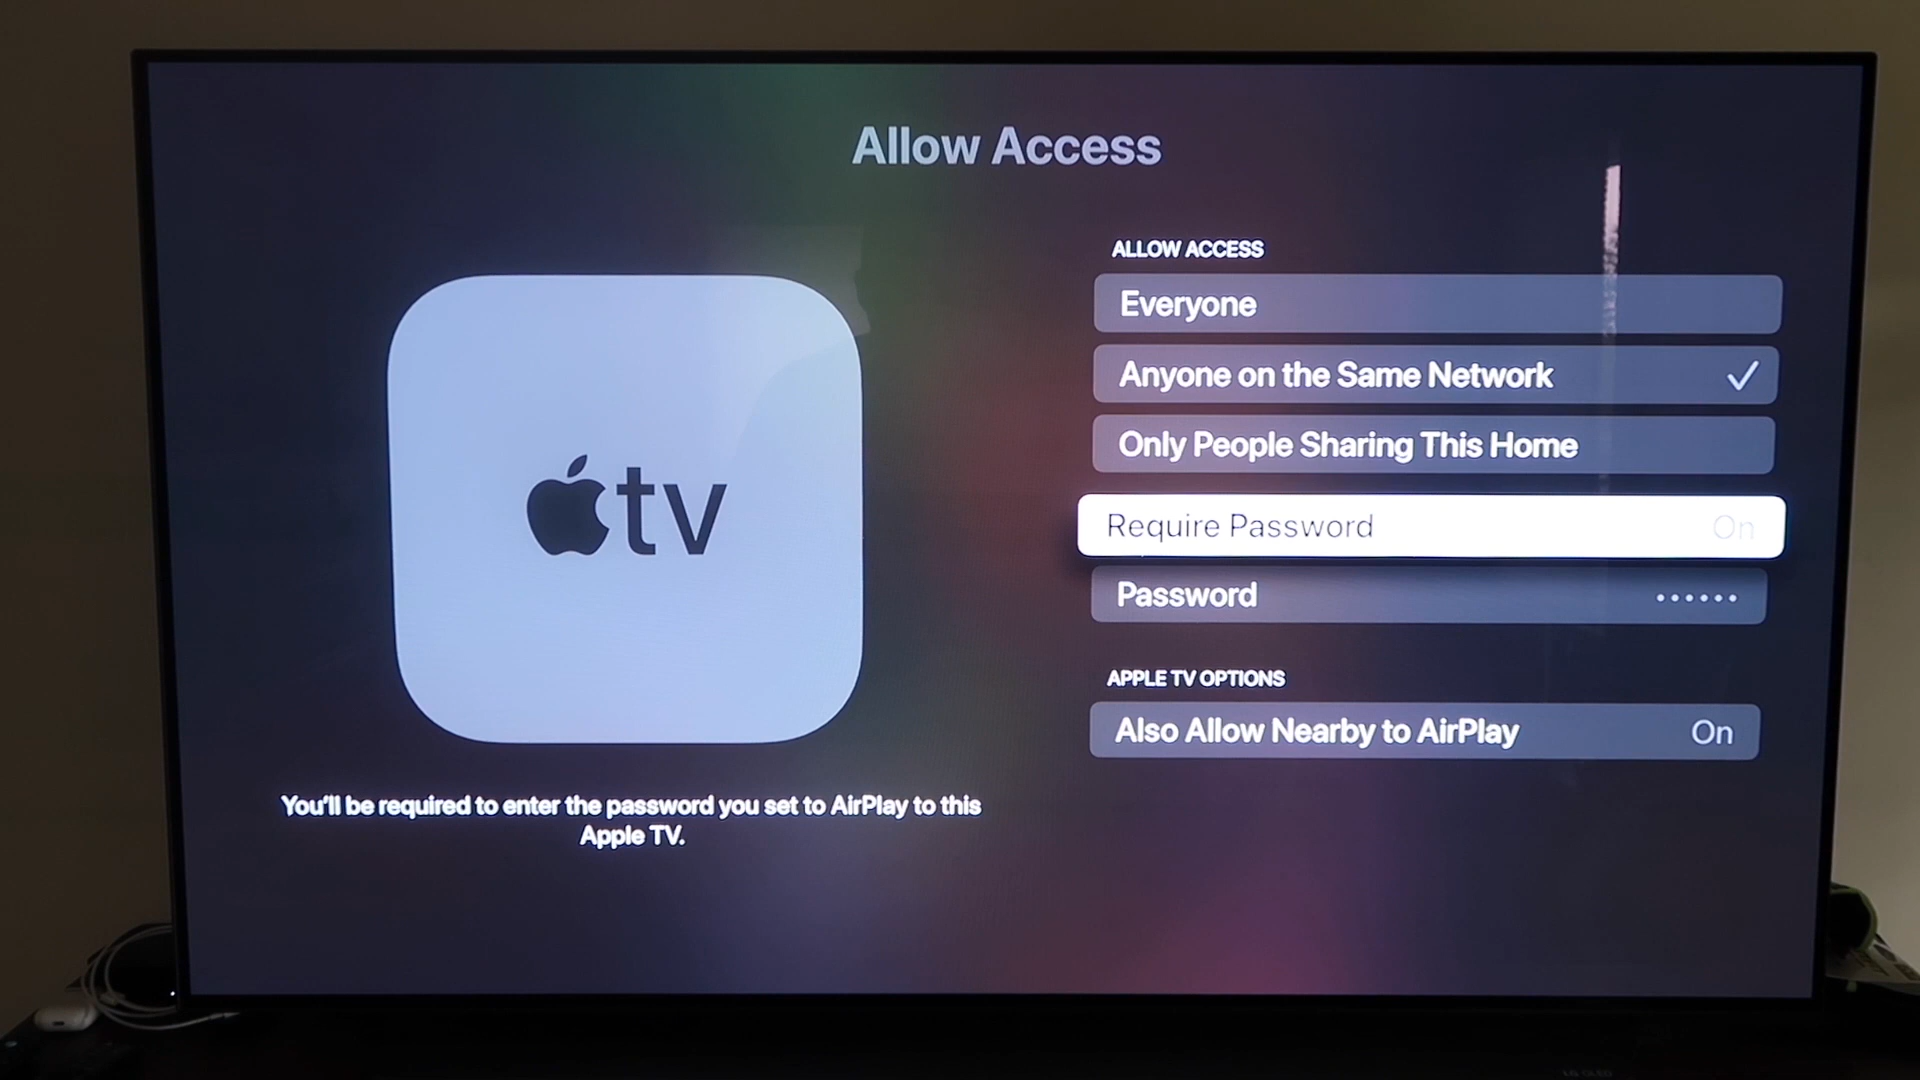 Allow Access
ALLOW ACCESS
Everyone
Anyone on the Same Network
Only People Sharing This Home
Require Password On
Password ••••••
APPLE TV OPTIONS
Also Allow Nearby to AirPlay On
tv
You'll be required to enter the password you set to AirPlay to this
Apple TV.